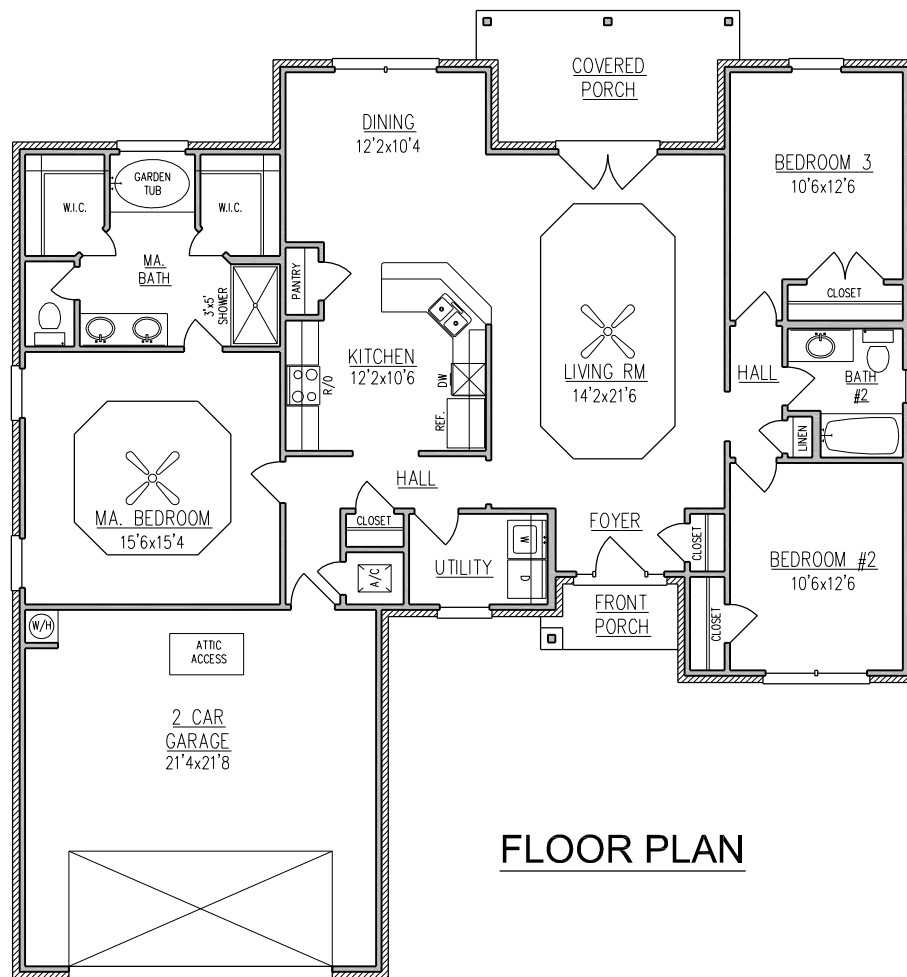 COVERED
PORCH
DINING
12'2x10'4
BEDROOM 3
10'6x12'6
GARDEN
TUB
W.I.C.
W.I.C.
MA.
BATH
3'x5'
SHOWER
PANTRY
CLOSET
KITCHEN
12'2x10'6
R/O
DW
REF.
LIVING RM
14'2x21'6
HALL
BATH
#2
LINEN
HALL
MA. BEDROOM
15'6x15'4
CLOSET
FOYER
CLOSET
W
D
UTILITY
A/C
BEDROOM #2
10'6x12'6
FRONT
PORCH
CLOSET
W/H
ATTIC
ACCESS
2 CAR
GARAGE
21'4x21'8
FLOOR PLAN